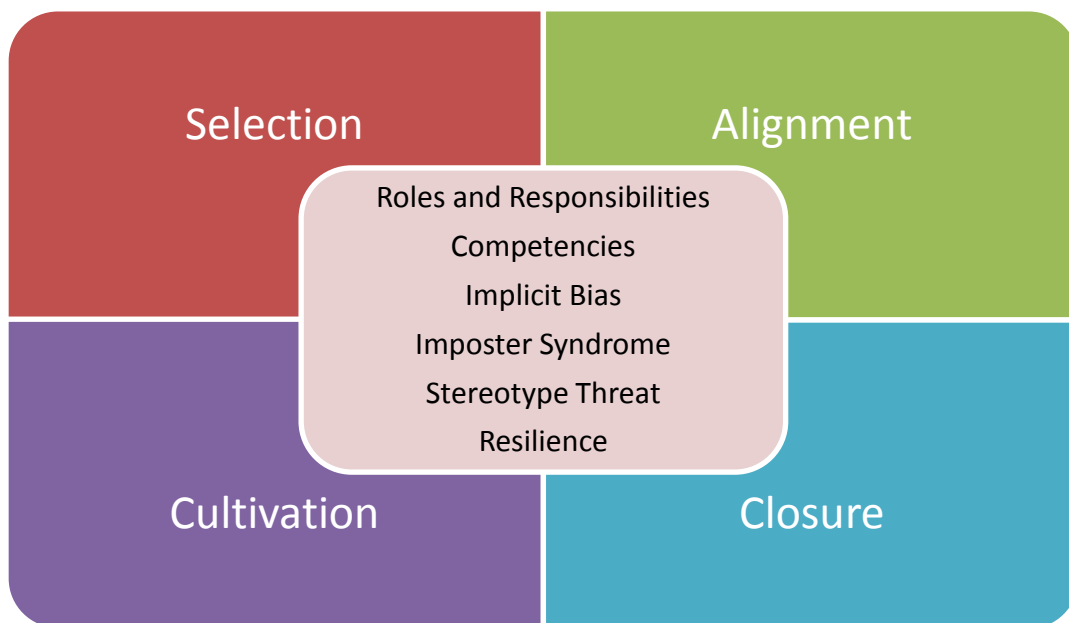 Selection
Alignment
Roles and Responsibilities
Competencies
Implicit Bias
Imposter Syndrome
Stereotype Threat
Resilience
Cultivation
Closure